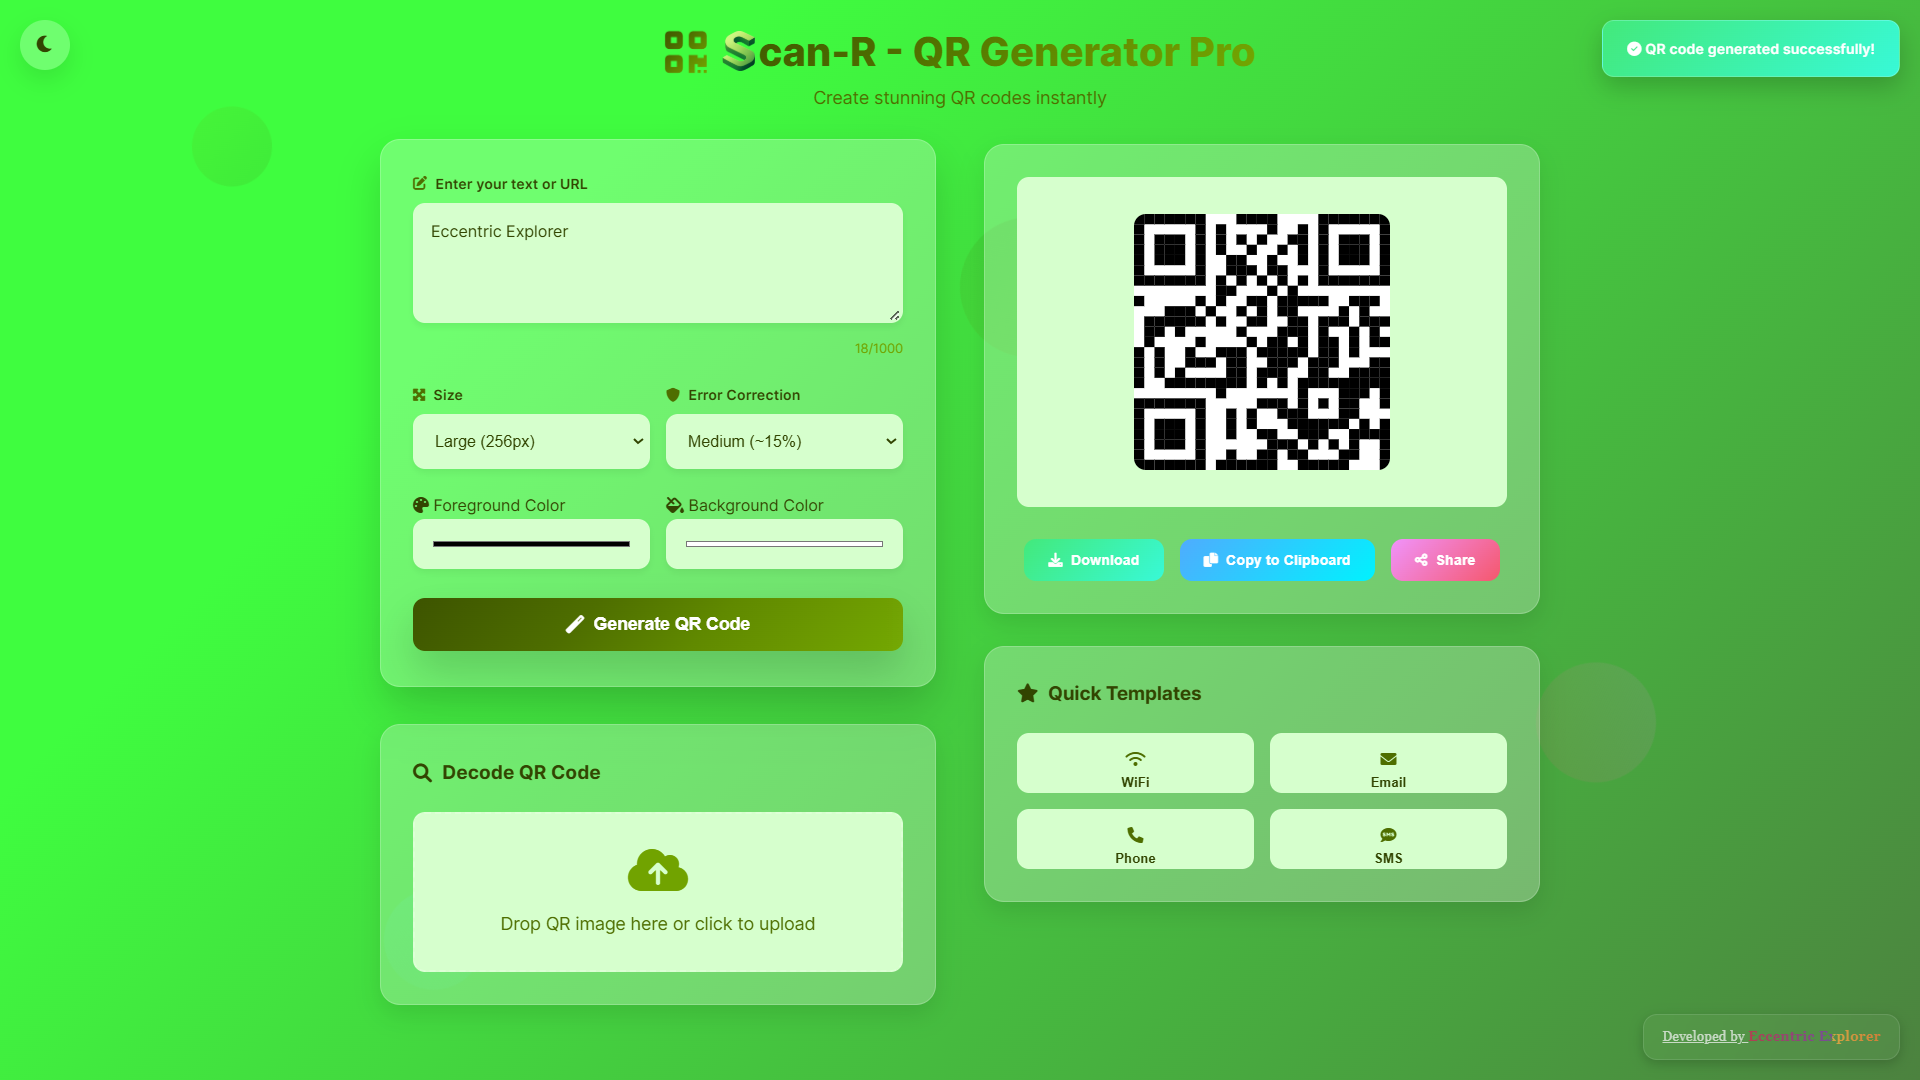 Scan-R - QR Generator Pro
Create stunning QR codes instantly
QR code generated successfully!
Enter your text or URL
Eccentric Explorer
18/1000
Size
Error Correction
Large (256px)
Medium (~15%)
Foreground Color
Background Color
Generate QR Code
Decode QR Code
Drop QR image here or click to upload
Download
Copy to Clipboard
Share
Quick Templates
WiFi
Email
Phone
SMS
SMS
Developed by Eccentric Explorer